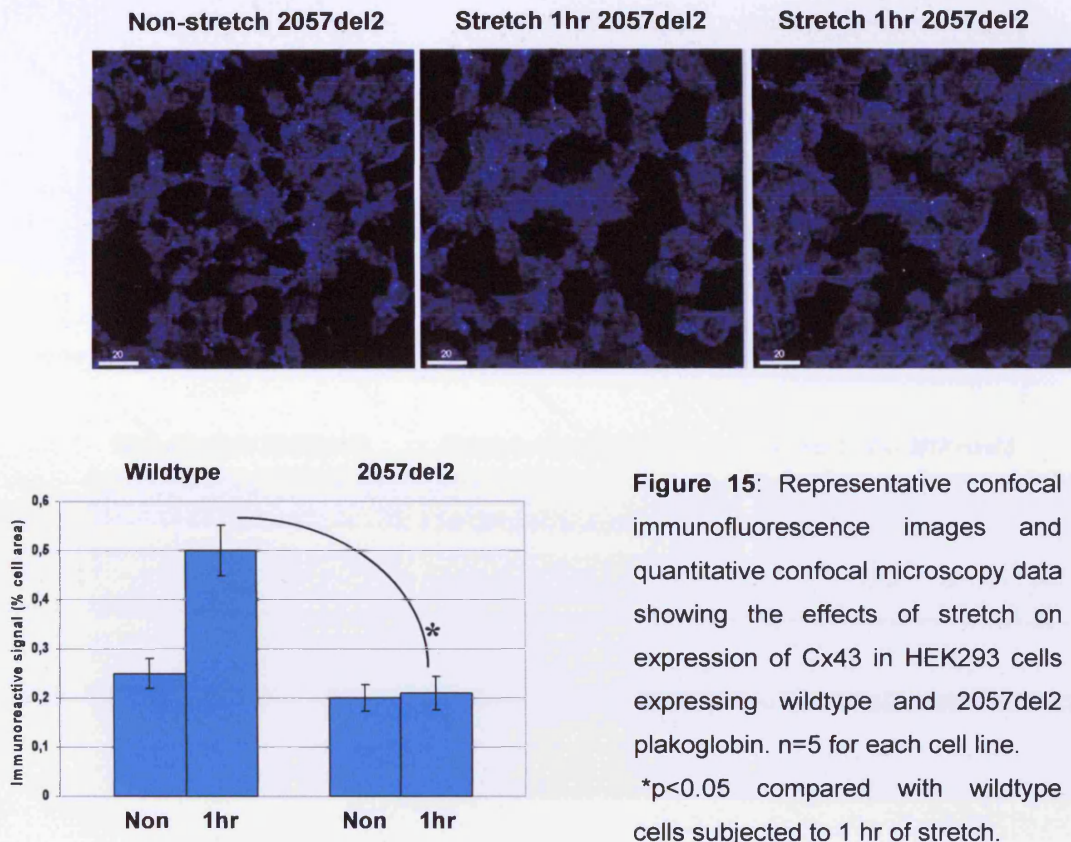 Non-stretch 2057del2
Stretch 1hr 2057del2
Stretch 1hr 2057del2
20
20
20
Wildtype
2057del2
Immunoreactive signal (% cell area)
0,6
0,5
0,4
0,3
0,2
0,1
0
*
Non
1hr
Non
1hr
Figure 15: Representative confocal
immunofluorescence images and
quantitative confocal microscopy data
showing the effects of stretch on
expression of Cx43 in HEK293 cells
expressing wildtype and 2057del2
plakoglobin. n=5 for each cell line.
*p<0.05 compared with wildtype
cells subjected to 1 hr of stretch.